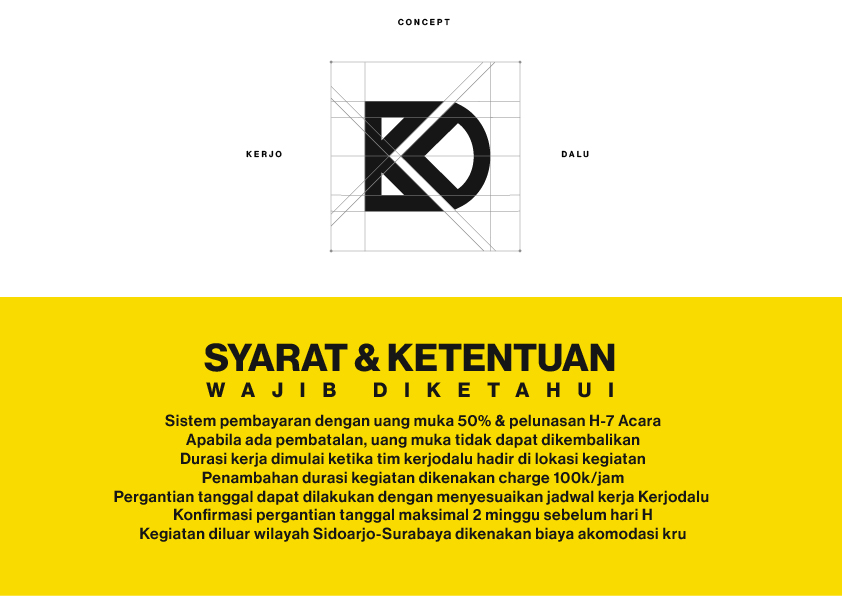 CONCEPT
KERJO
DALU
SYARAT & KETENTUAN
WAJIB DIKETAHUI
Sistem pembayaran dengan uang muka 50% & pelunasan H-7 Acara
Apabila ada pembatalan, uang muka tidak dapat dikembalikan
Durasi kerja dimulai ketika tim kerjodalu hadir di lokasi kegiatan
Penambahan durasi kegiatan dikenakan charge 100k/jam
Pergantian tanggal dapat dilakukan dengan menyesuaikan jadwal kerja Kerjodalu
Konfirmasi pergantian tanggal maksimal 2 minggu sebelum hari H
Kegiatan diluar wilayah Sidoarjo-Surabaya dikenakan biaya akomodasi kru